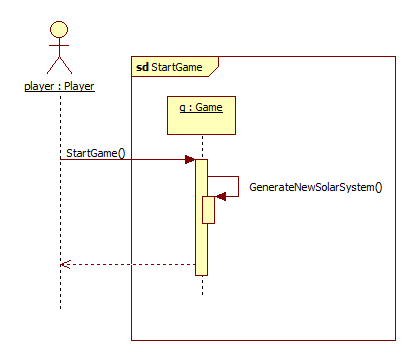 sd StartGame
player : Player
g : Game
StartGame()
GenerateNewSolarSystem()